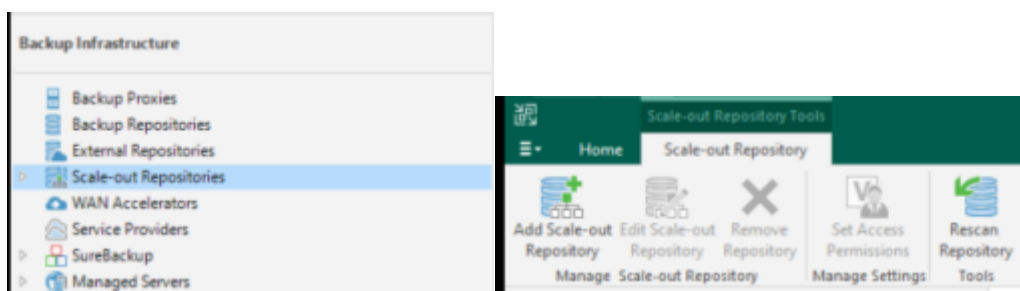 Backup Infrastructure
Backup Proxies
Backup Repositories
External Repositories
Scale-out Repositories
WAN Accelerators
Service Providers
SureBackup
Managed Servers
Scale-out Repository Tools
Home Scale-out Repository
Add Scale-out Edit Scale-out Remove Set Access Rescan
Repository Repository Repository Permissions Repository
Manage Scale-out Repository Manage Settings Tools